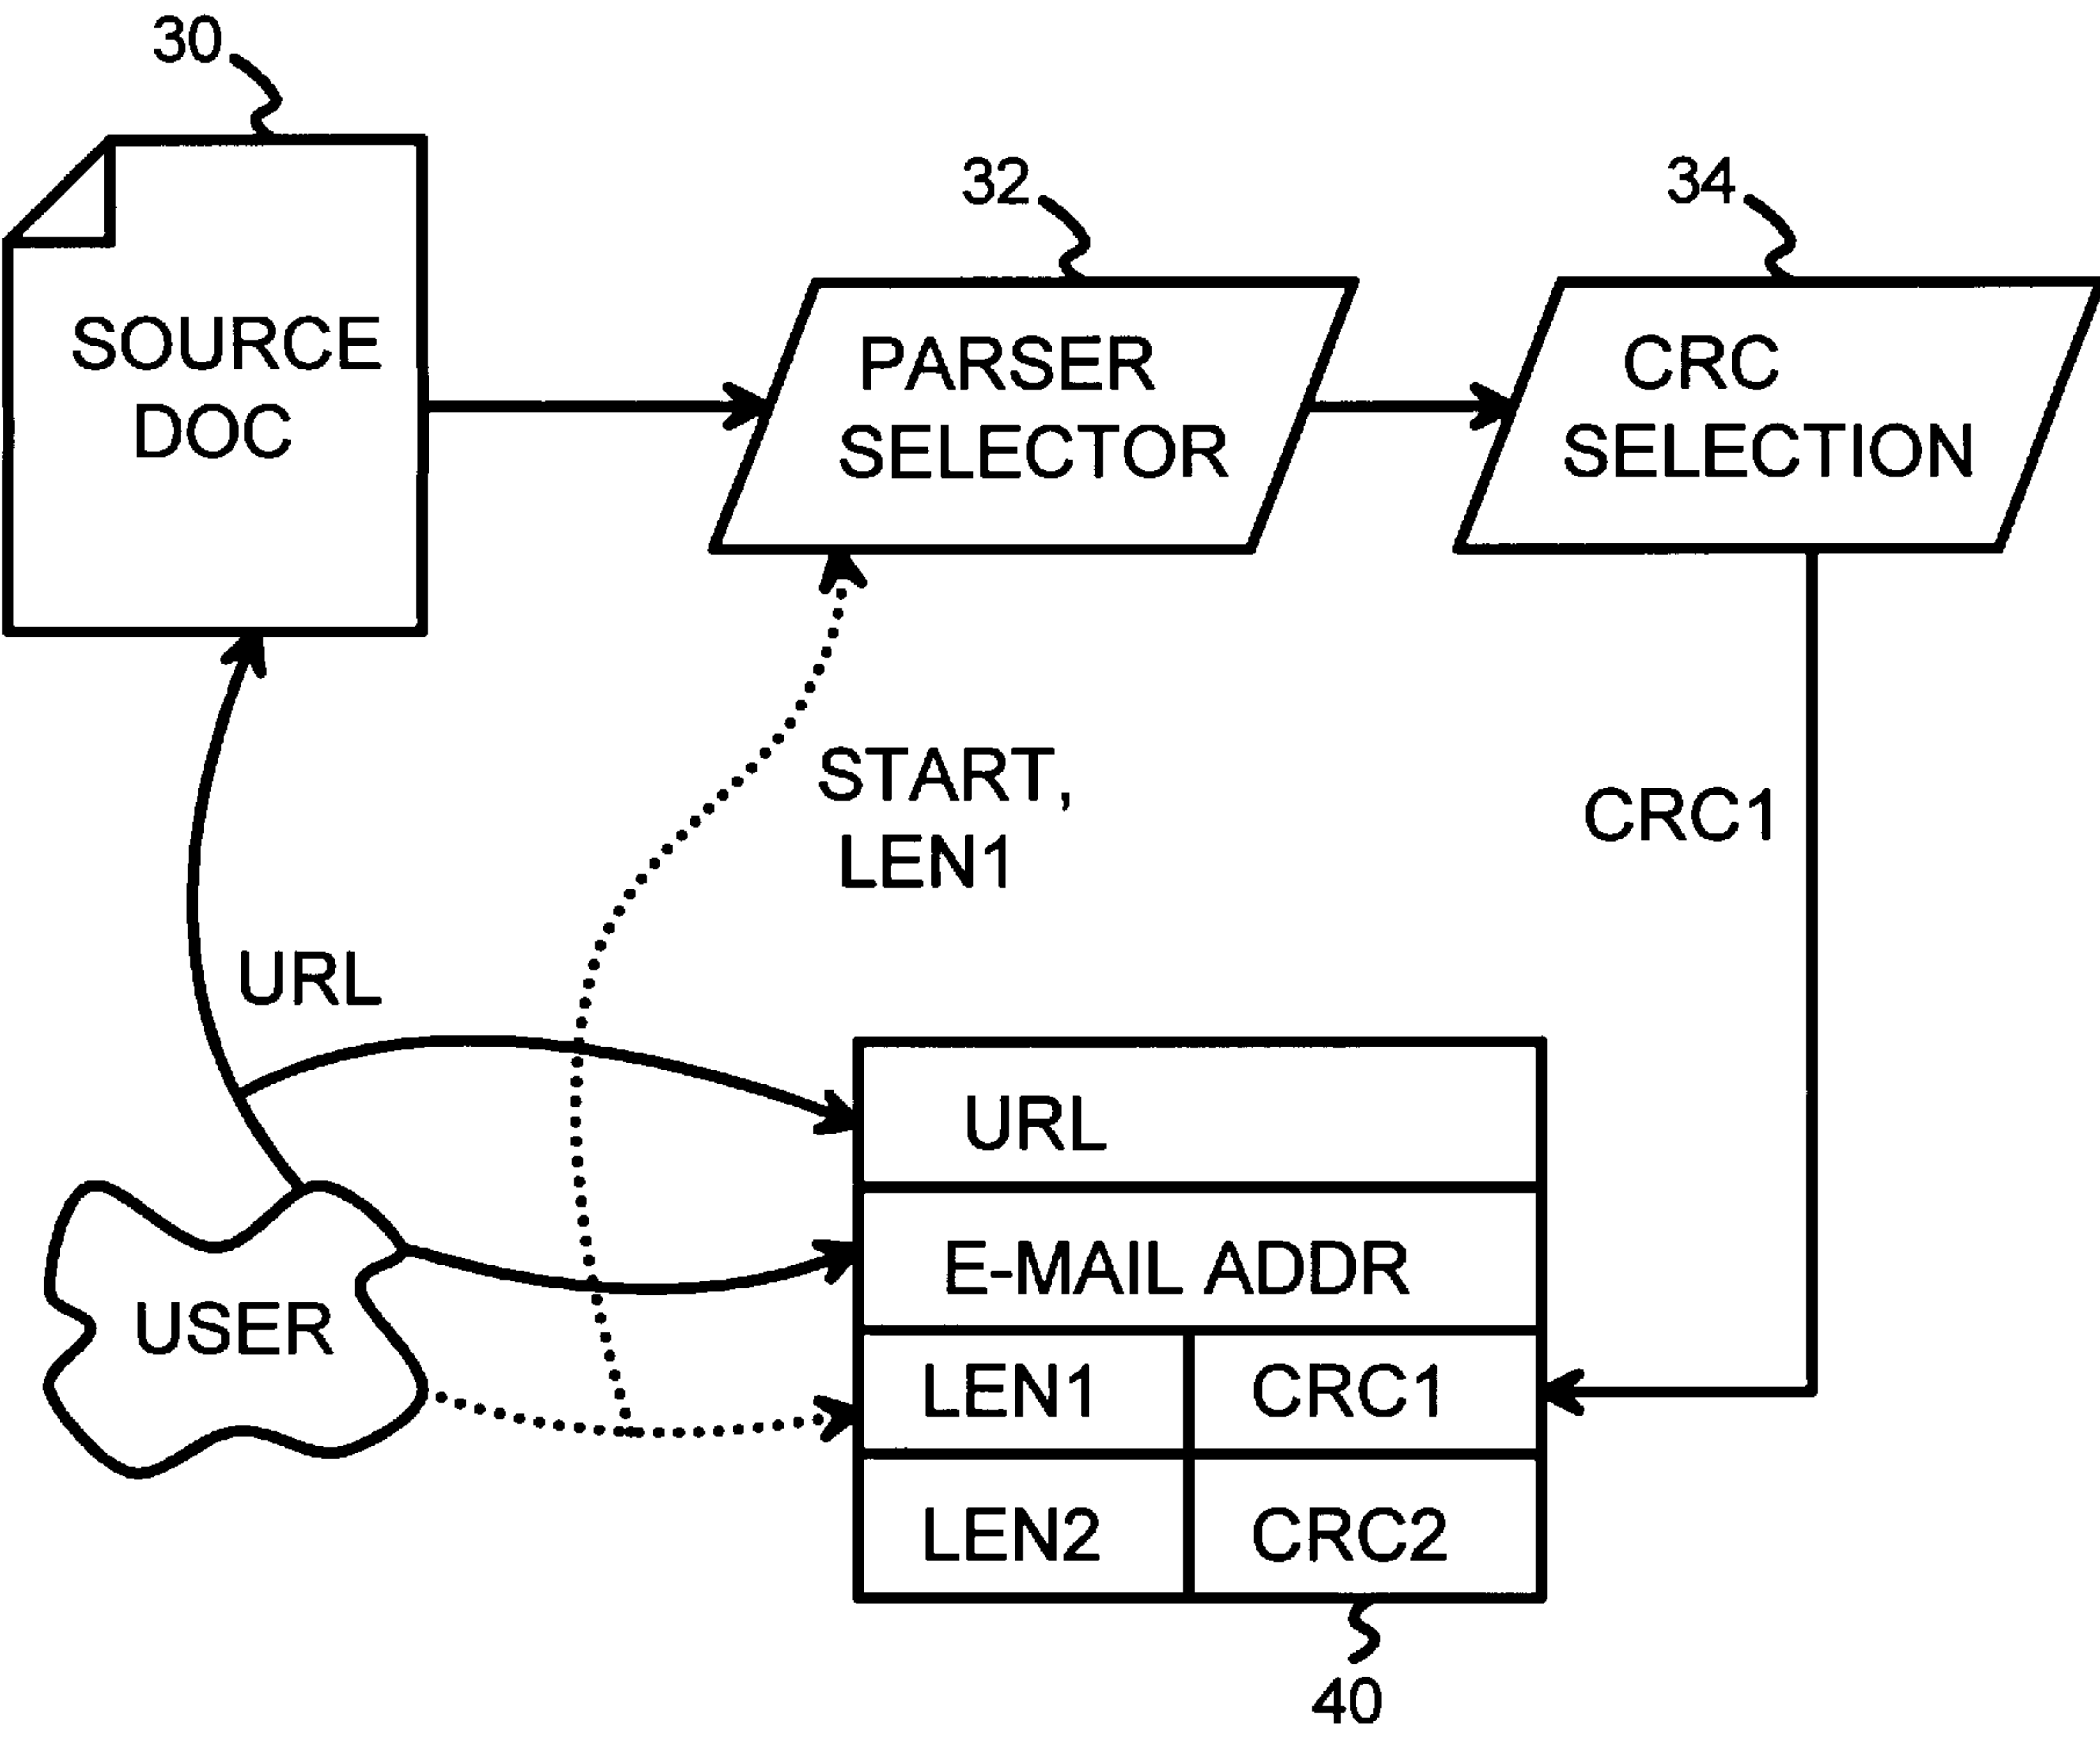 30
32
34
SOURCE
DOC
PARSER
SELECTOR
CRC
SELECTION
START,
LEN1
CRC1
URL
URL
E-MAIL ADDR
USER
LEN1
CRC1
LEN2
CRC2
40